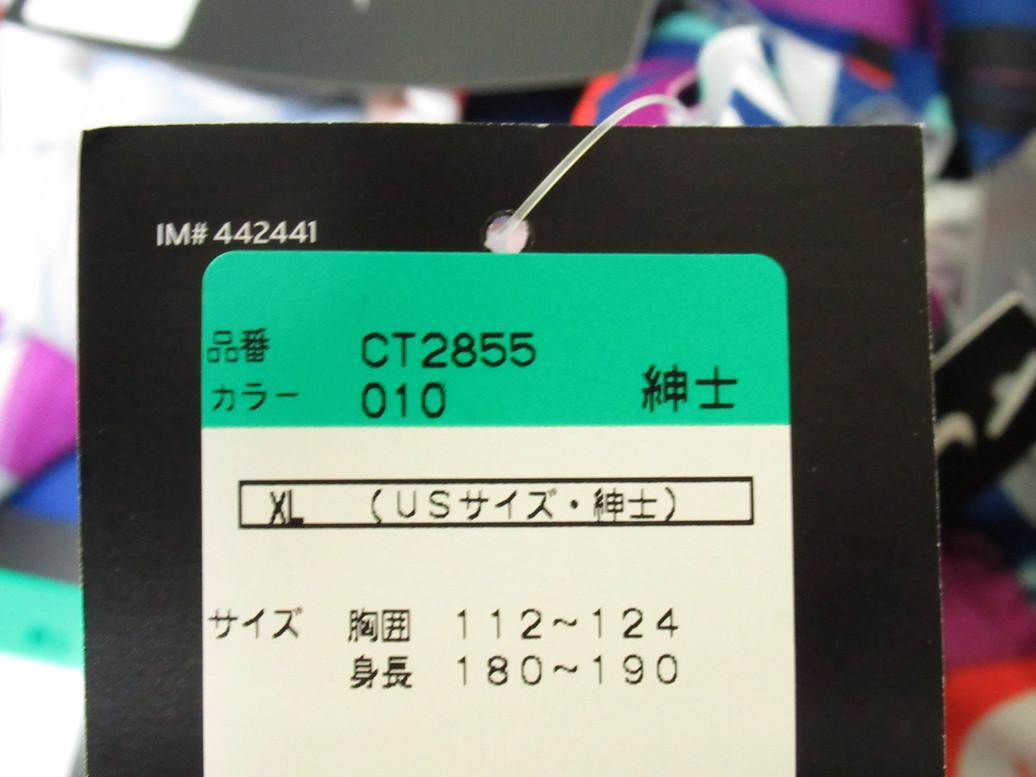 IM# 442441
品番 CT2855
カラー 010 紳士
XL (USサイズ・紳士)
サイズ 胸囲 112~124
身長 180~190